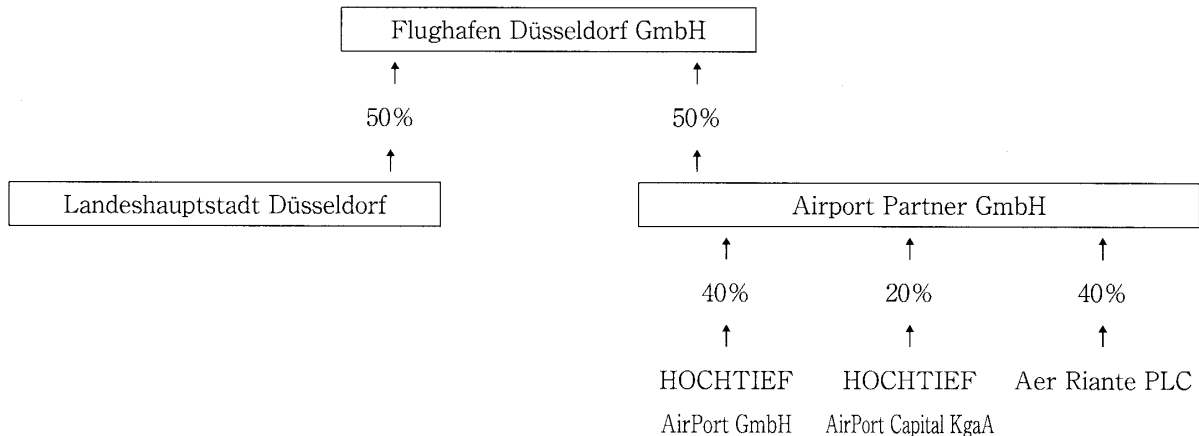 Flughafen Düsseldorf GmbH
↑ ↑
50% 50%
↑ ↑
Landeshauptstadt Düsseldorf Airport Partner GmbH
↑ ↑ ↑
40% 20% 40%
↑ ↑ ↑
HOCHTIEF HOCHTIEF Aer Riante PLC
AirPort GmbH AirPort Capital KgaA